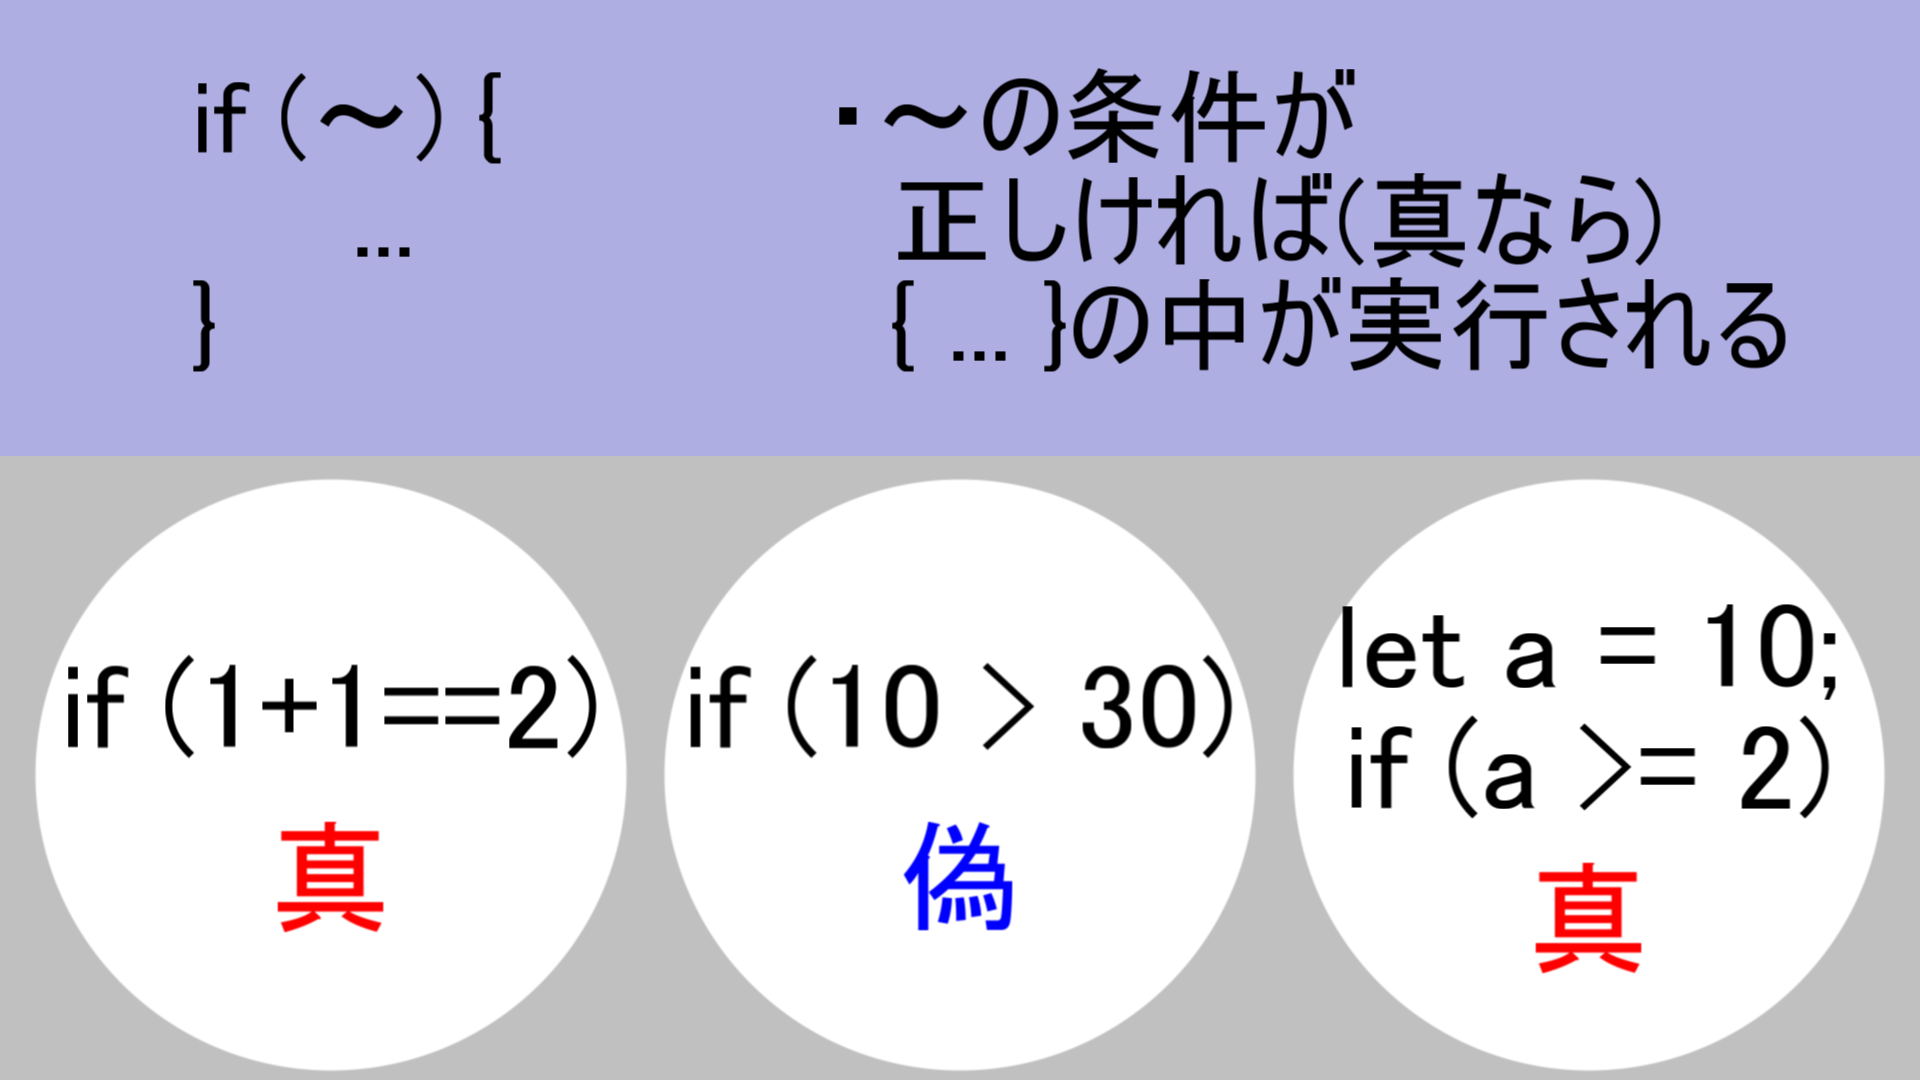 if (～) {
...
}
・～の条件が
正しければ(真なら)
{ ... }の中が実行される
if (1+1==2)
真
if (10 > 30)
偽
let a = 10;
if (a >= 2)
真